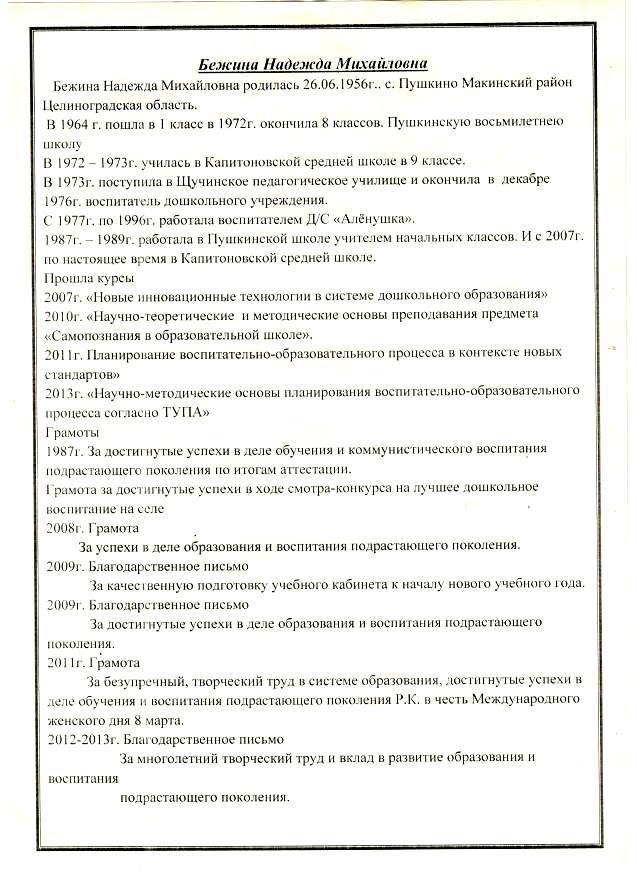 Бежина Надежда Михайловна
Бежина Надежда Михайловна родилась 26.06.1956г.. с. Пушкино Макинский район
Целиноградская область.
В 1964 г. пошла в 1 класс в 1972г. окончила 8 классов. Пушкинскую восьмилетнею
школу
В 1972 – 1973г. училась в Капитоновской средней школе в 9 классе.
В 1973г. поступила в Щучинское педагогическое училище и окончила в декабре
1976г. воспитатель дошкольного учреждения.
С 1977г. по 1996г. работала воспитателем Д/С «Алёнушка».
1987г. – 1989г. работала в Пушкинской школе учителем начальных классов. И с 2007г.
по настоящее время в Капитоновской средней школе.
Прошла курсы
2007г. «Новые инновационные технологии в системе дошкольного образования»
2010г. «Научно-теоретические и методические основы преподавания предмета
«Самопознания в образовательной школе».
2011г. Планирование воспитательно-образовательного процесса в контексте новых
стандартов»
2013г. «Научно-методические основы планирования воспитательно-образовательного
процесса согласно ТУПА»
Грамоты
1987г. За достигнутые успехи в деле обучения и коммунистического воспитания
подрастающего поколения по итогам аттестации.
Грамота за достигнутые успехи в ходе смотра-конкурса на лучшее дошкольное
воспитание на селе
2008г. Грамота
За успехи в деле образования и воспитания подрастающего поколения.
2009г. Благодарственное письмо
За качественную подготовку учебного кабинета к началу нового учебного года.
2009г. Благодарственное письмо
За достигнутые успехи в деле образования и воспитания подрастающего
поколения.
2011г. Грамота
За безупречный, творческий труд в системе образования, достигнутые успехи в
деле обучения и воспитания подрастающего поколения Р.К. в честь Международного
женского дня 8 марта.
2012-2013г. Благодарственное письмо
За многолетний творческий труд и вклад в развитие образования и
воспитания
подрастающего поколения.